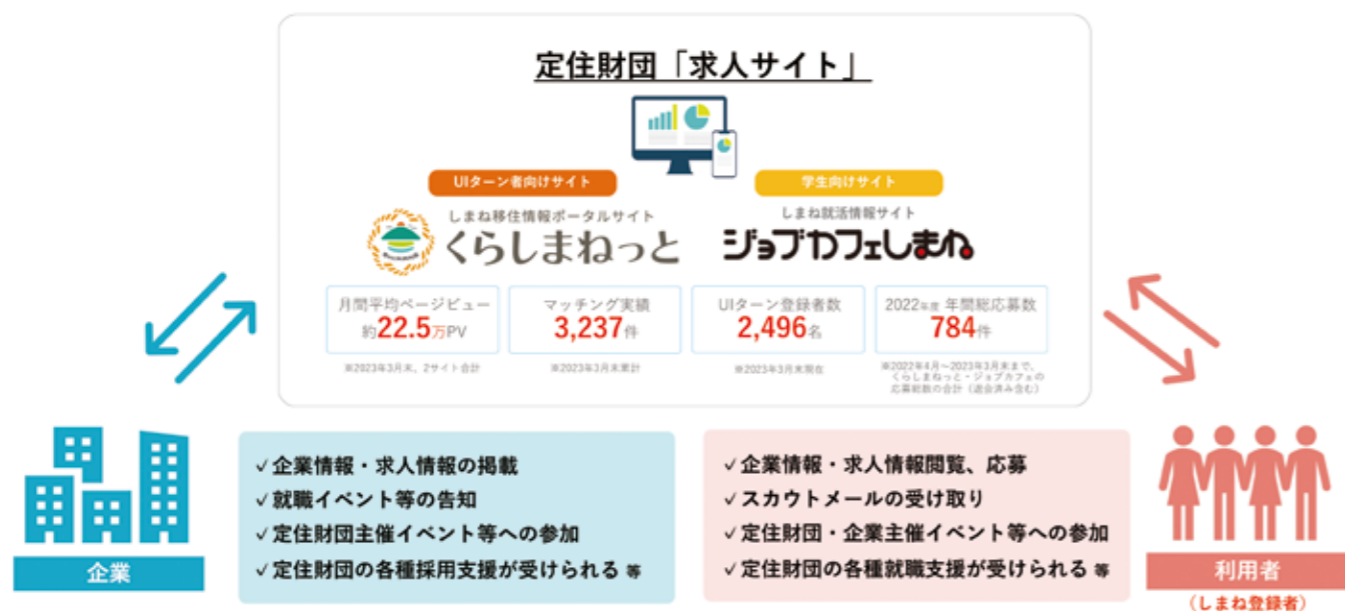 定住財団「求人サイト」
UIターン者向けサイト
学生向けサイト
しまね移住情報ポータルサイト
くらしまねっと
しまね就活情報サイト
ジョブカフェしまね
月間平均ページビュー
約22.5万PV
※2023年3月末、2サイト合計
マッチング実績
3,237件
※2023年3月末累計
UIターン登録者数
2,496名
※2023年3月末現在
2022年度 年間総応募数
784件
※2022年4月〜2023年3月末まで、
くらしまねっと・ジョブカフェの
応募総数の合計（退会済み含む）
企業
✓企業情報・求人情報の掲載
✓就職イベント等の告知
✓定住財団主催イベント等への参加
✓定住財団の各種採用支援が受けられる 等
✓企業情報・求人情報閲覧、応募
✓スカウトメールの受け取り
✓定住財団・企業主催イベント等への参加
✓定住財団の各種就職支援が受けられる 等
利用者
（しまね登録者）